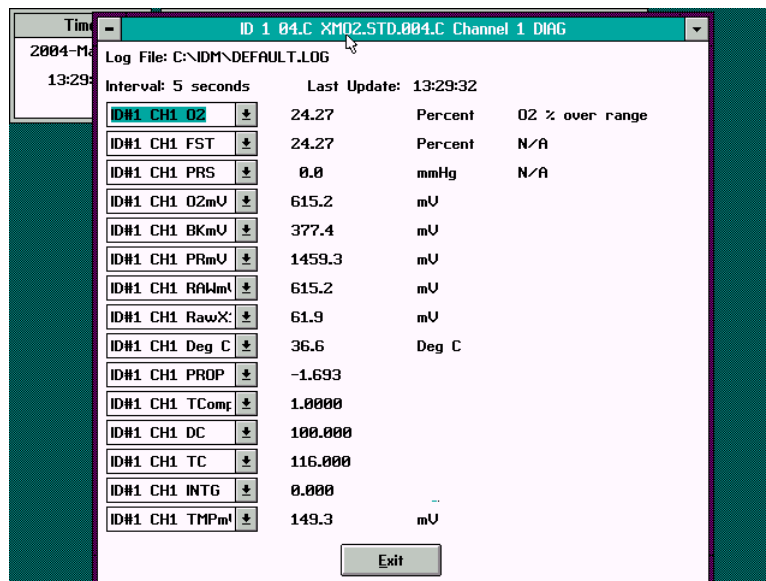 Time
ID 1 04.C XMO2.STD.004.C Channel 1 DIAG
2004-Ma
13:29:
Log File: C:\IDM\DEFAULT.LOG
Interval: 5 seconds Last Update: 13:29:32
ID#1 CH1 O2 24.27 Percent O2 % over range
ID#1 CH1 FST 24.27 Percent N/A
ID#1 CH1 PRS 0.0 mmHg N/A
ID#1 CH1 O2mV 615.2 mV
ID#1 CH1 BKmV 377.4 mV
ID#1 CH1 PRmV 1459.3 mV
ID#1 CH1 RAWmV 615.2 mV
ID#1 CH1 RawX: 61.9 mV
ID#1 CH1 Deg C 36.6 Deg C
ID#1 CH1 PROP -1.693
ID#1 CH1 TComp 1.0000
ID#1 CH1 DC 100.000
ID#1 CH1 TC 116.000
ID#1 CH1 INTG 0.000
ID#1 CH1 TMPmV 149.3 mV
Exit